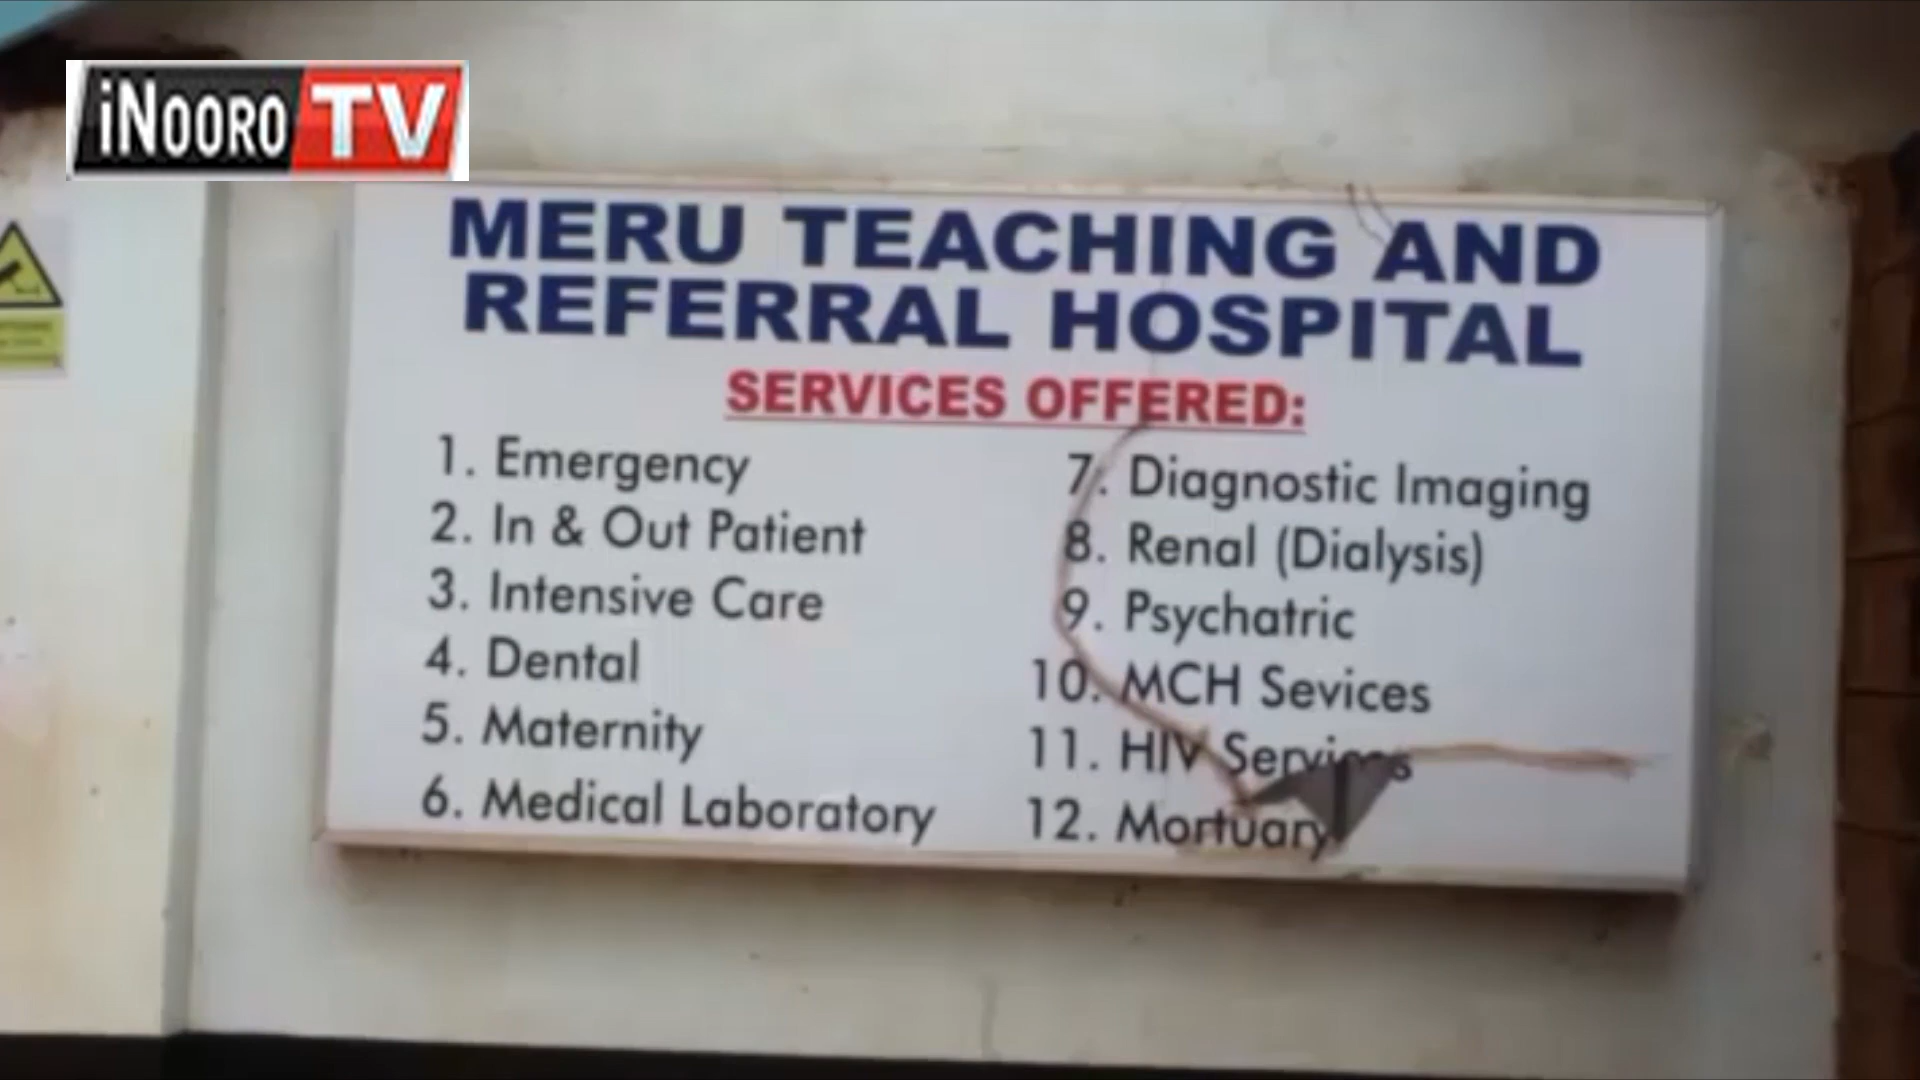 iNOORO TV
MERU TEACHING AND
REFERRAL HOSPITAL
SERVICES OFFERED:
1. Emergency
2. In & Out Patient
3. Intensive Care
4. Dental
5. Maternity
6. Medical Laboratory
7. Diagnostic Imaging
8. Renal (Dialysis)
9. Psychatric
10. MCH Sevices
11. HIV Services
12. Mortuary